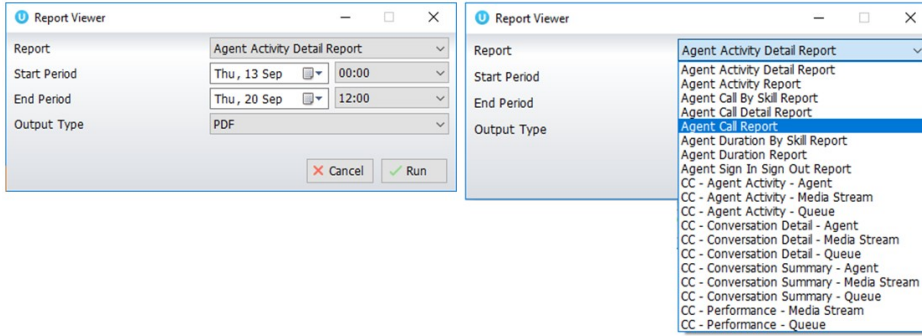 Report Viewer
Report Agent Activity Detail Report
Start Period Thu, 13 Sep 00:00
End Period Thu, 20 Sep 12:00
Output Type PDF
Cancel Run
Report Viewer
Report Agent Activity Detail Report
Start Period
End Period
Output Type
Agent Activity Detail Report
Agent Activity Report
Agent Call By Skill Report
Agent Call Detail Report
Agent Call Report
Agent Duration By Skill Report
Agent Duration Report
Agent Sign In Sign Out Report
CC - Agent Activity - Agent
CC - Agent Activity - Media Stream
CC - Agent Activity - Queue
CC - Conversation Detail - Agent
CC - Conversation Detail - Media Stream
CC - Conversation Detail - Queue
CC - Conversation Summary - Agent
CC - Conversation Summary - Media Stream
CC - Conversation Summary - Queue
CC - Performance - Media Stream
CC - Performance - Queue